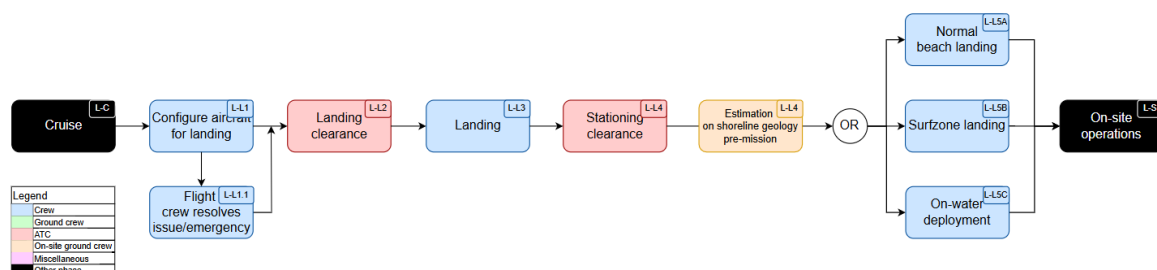 L-C
Cruise
L-L1
Configure aircraft
for landing
L-L1.1
Flight
crew resolves
issue/emergency
L-L2
Landing
clearance
L-L3
Landing
L-L4
Stationing
clearance
L-L4
Estimation
on shoreline geology
pre-mission
OR
L-L5A
Normal
beach landing
L-L5B
Surfzone landing
L-L5C
On-water
deployment
L-S
On-site
operations
Legend
Crew
Ground crew
ATC
On-site ground crew
Miscellaneous
Other phase